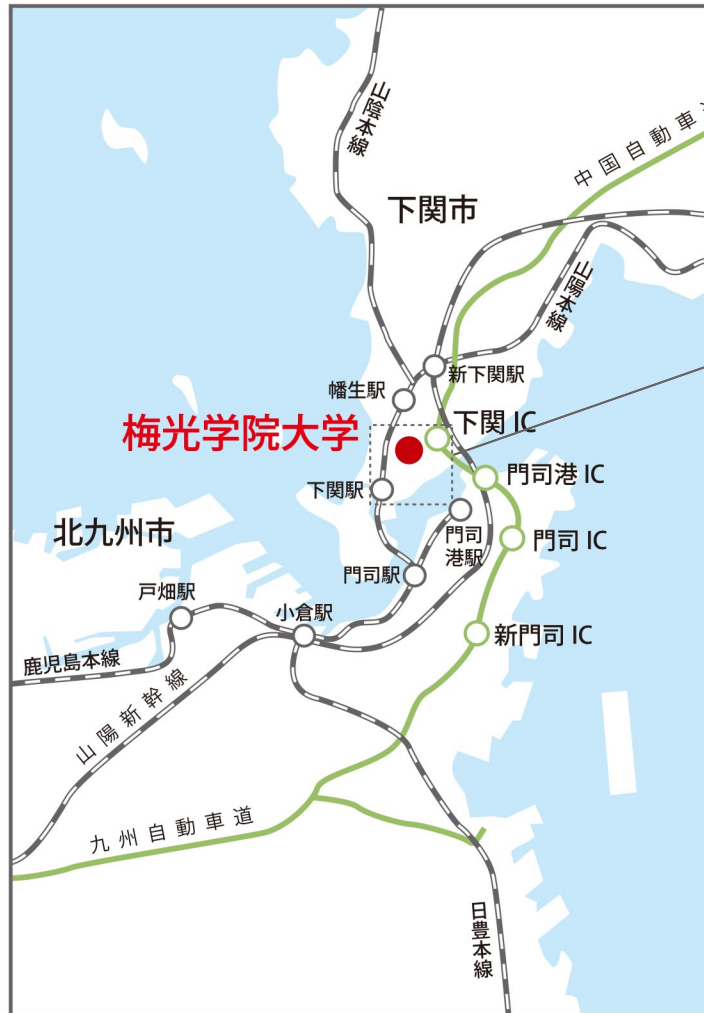 山陰本線
中国自動車道
下関市
山陽本線
新下関駅
幡生駅
梅光学院大学
下関 IC
門司港 IC
下関駅
門司
港駅
門司 IC
北九州市
門司駅
戸畑駅
小倉駅
新門司 IC
鹿児島本線
山陽新幹線
九州自動車道
日豊本線